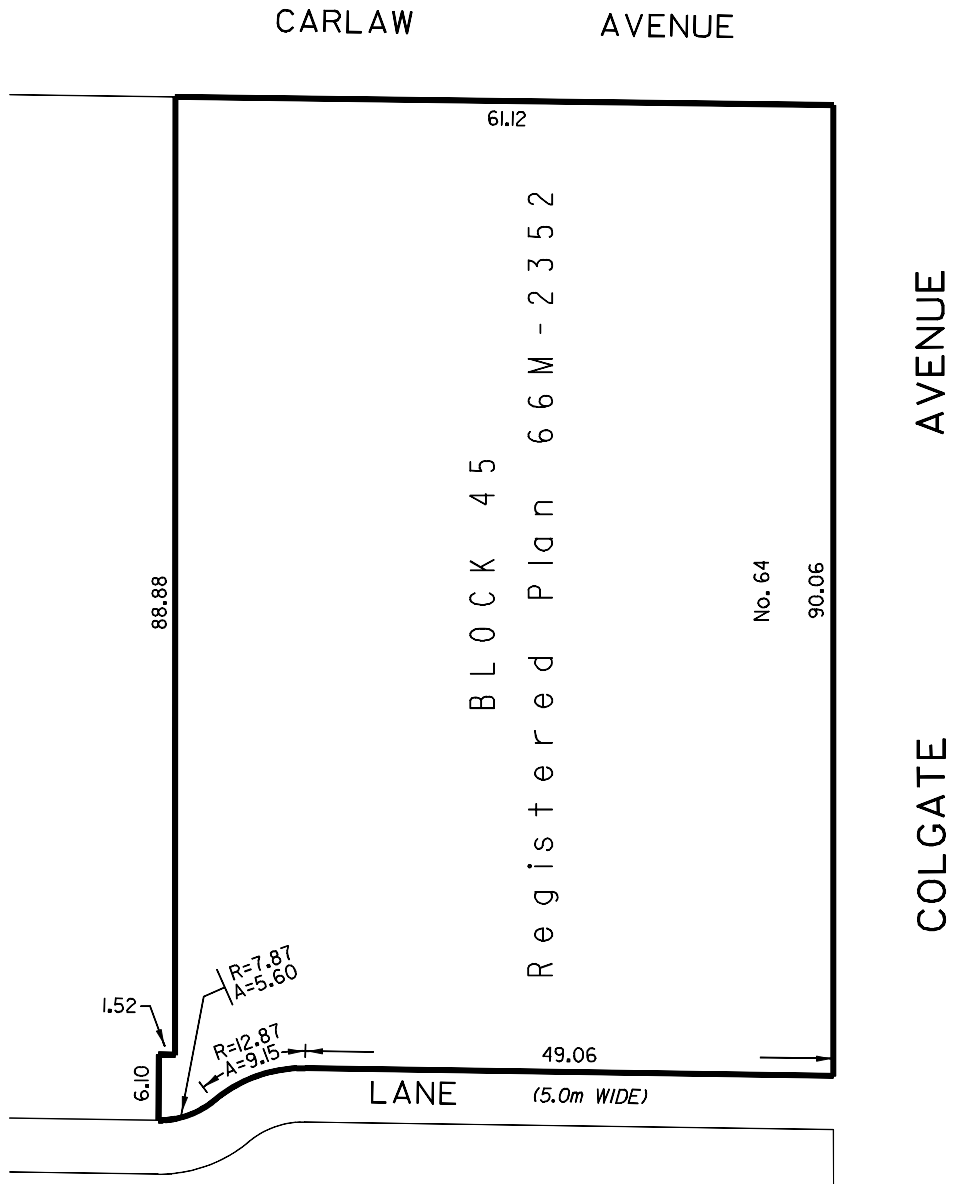 CARLAW AVENUE
61.12
BLOCK 45
Registered Plan 66M-2352
No. 64
90.06
88.88
AVENUE
COLGATE
R=7.87
A=5.60
1.52
R=12.87
A=9.15
49.06
6.10
LANE (5.0m WIDE)